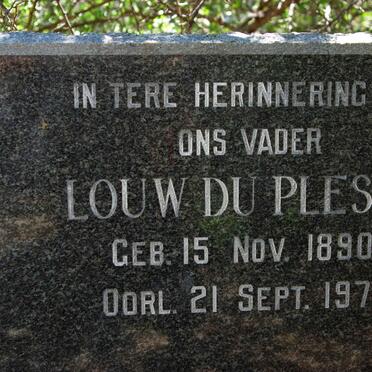 IN TERE HERINNERING
ONS VADER
LOUW DU PLES
GEB. 15 NOV. 1890
OORL. 21 SEPT. 197